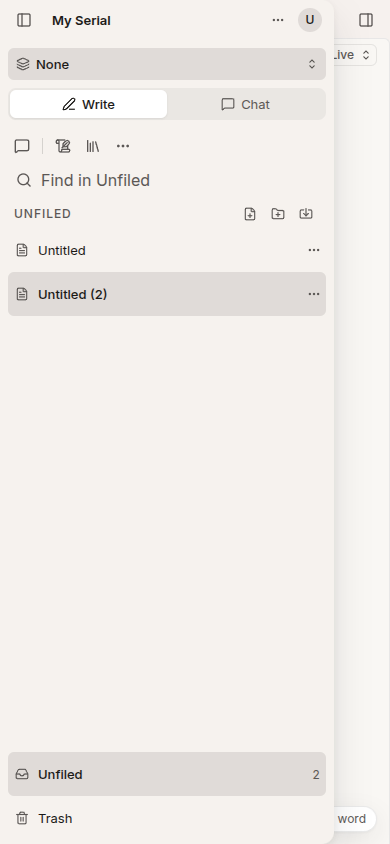 My Serial
U
None
Live
Write
Chat
Find in Unfiled
UNFILED
Untitled
Untitled (2)
Unfiled
2
Trash
word